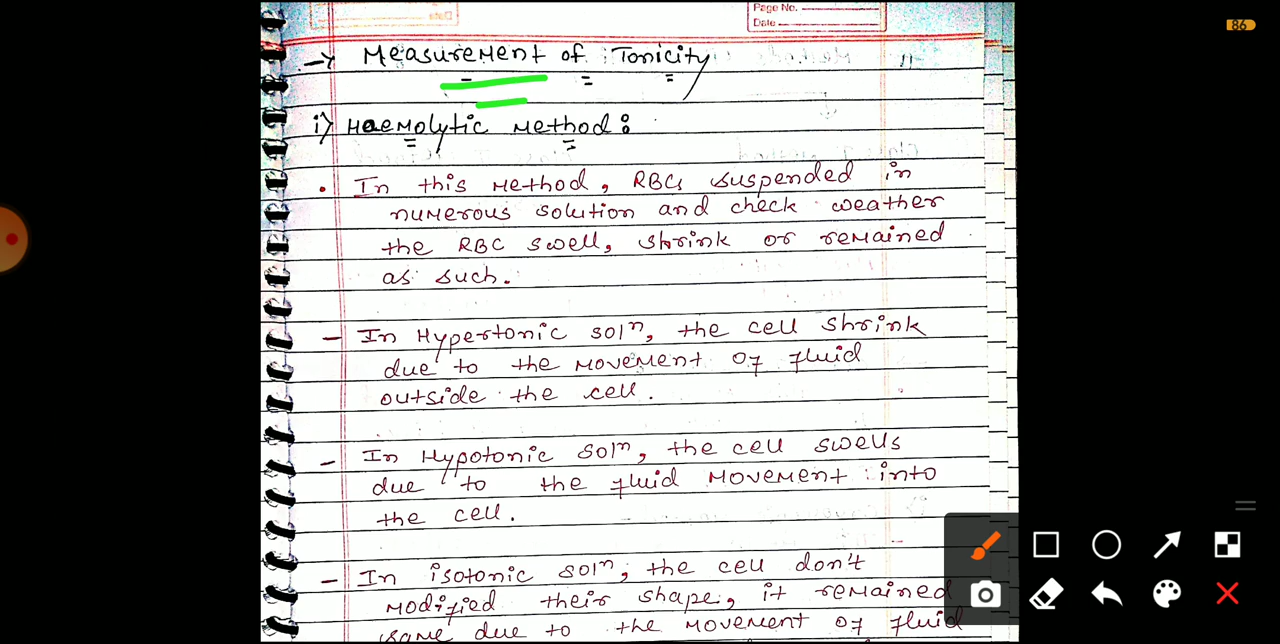 Page No.
Date
86
→ Measurement of Tonicity
i) Haemolytic Method:
• In this method, RBCs suspended in
numerous solution and check weather
the RBC swell, shrink or remained
as such.
- In Hypertonic solⁿ, the cell shrink
due to the movement of fluid
outside the cell.
- In Hypotonic solⁿ, the cell swells
due to the fluid movement into
the cell.
- In isotonic solⁿ, the cell don't
modified their shape, it remained
same due to the movement of fluid